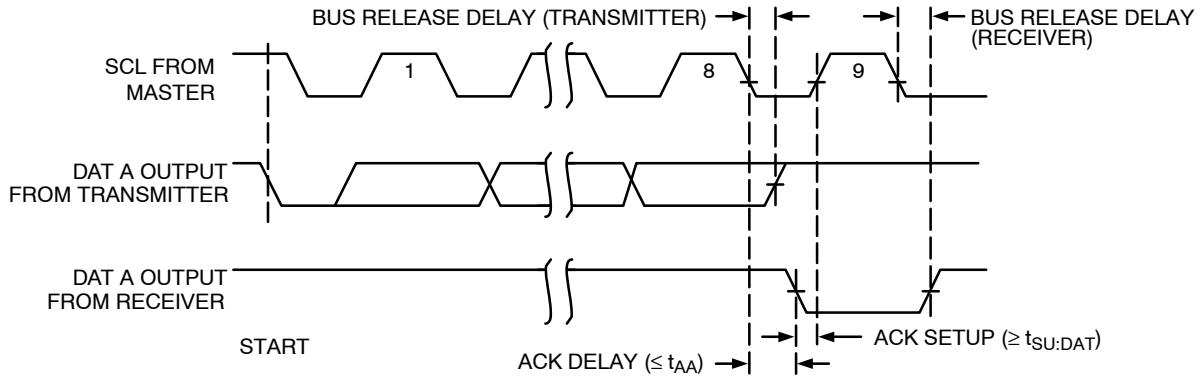 BUS RELEASE DELAY (TRANSMITTER)
BUS RELEASE DELAY
(RECEIVER)
SCL FROM
MASTER
1
8
9
DAT A OUTPUT
FROM TRANSMITTER
DAT A OUTPUT
FROM RECEIVER
START
ACK SETUP (≥ tSU:DAT)
ACK DELAY (≤ tAA)